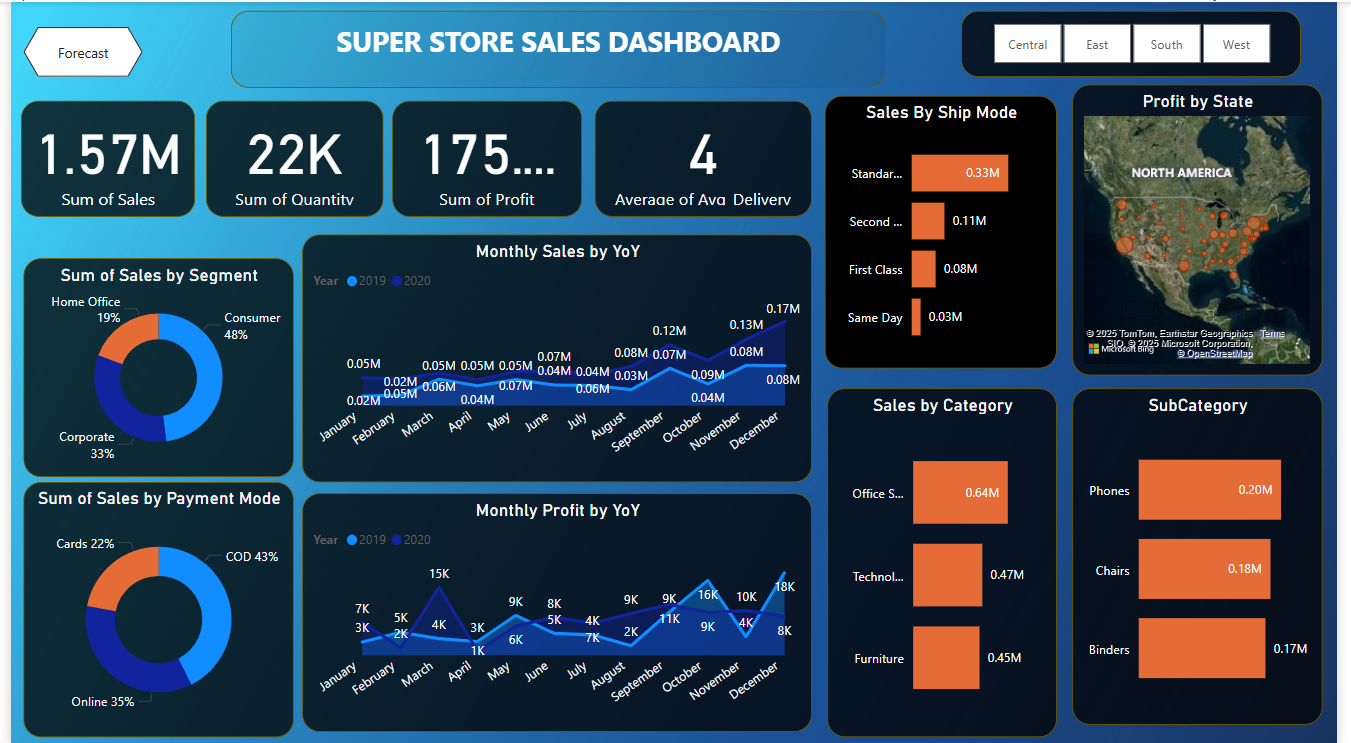 Forecast
SUPER STORE SALES DASHBOARD
Central
East
South
West
1.57M
Sum of Sales
22K
Sum of Quantity
175....
Sum of Profit
4
Average of Avg Delivery
Sales By Ship Mode
Standar...
0.33M
Second ...
0.11M
First Class
0.08M
Same Day
0.03M
Profit by State
NORTH AMERICA
© 2025 TomTom, Earthstar Geographics
SIO, © 2025 Microsoft Corporation,
© OpenStreetMap
Terms
Microsoft Bing
Sum of Sales by Segment
Home Office
19%
Consumer
48%
Corporate
33%
Monthly Sales by YoY
Year 2019 2020
0.05M
0.02M
0.02M
0.05M
0.05M
0.06M
0.05M
0.04M
0.05M
0.07M
0.07M
0.04M
0.04M
0.06M
0.08M
0.03M
0.12M
0.07M
0.09M
0.04M
0.13M
0.08M
0.17M
0.08M
January
February
March
April
May
June
July
August
September
October
November
December
Sum of Sales by Payment Mode
Cards 22%
COD 43%
Online 35%
Monthly Profit by YoY
Year 2019 2020
7K
3K
5K
2K
15K
4K
3K
1K
9K
6K
8K
5K
4K
7K
9K
2K
9K
11K
16K
9K
10K
4K
18K
8K
January
February
March
April
May
June
July
August
September
October
November
December
Sales by Category
Office S...
0.64M
Technol...
0.47M
Furniture
0.45M
SubCategory
Phones
0.20M
Chairs
0.18M
Binders
0.17M